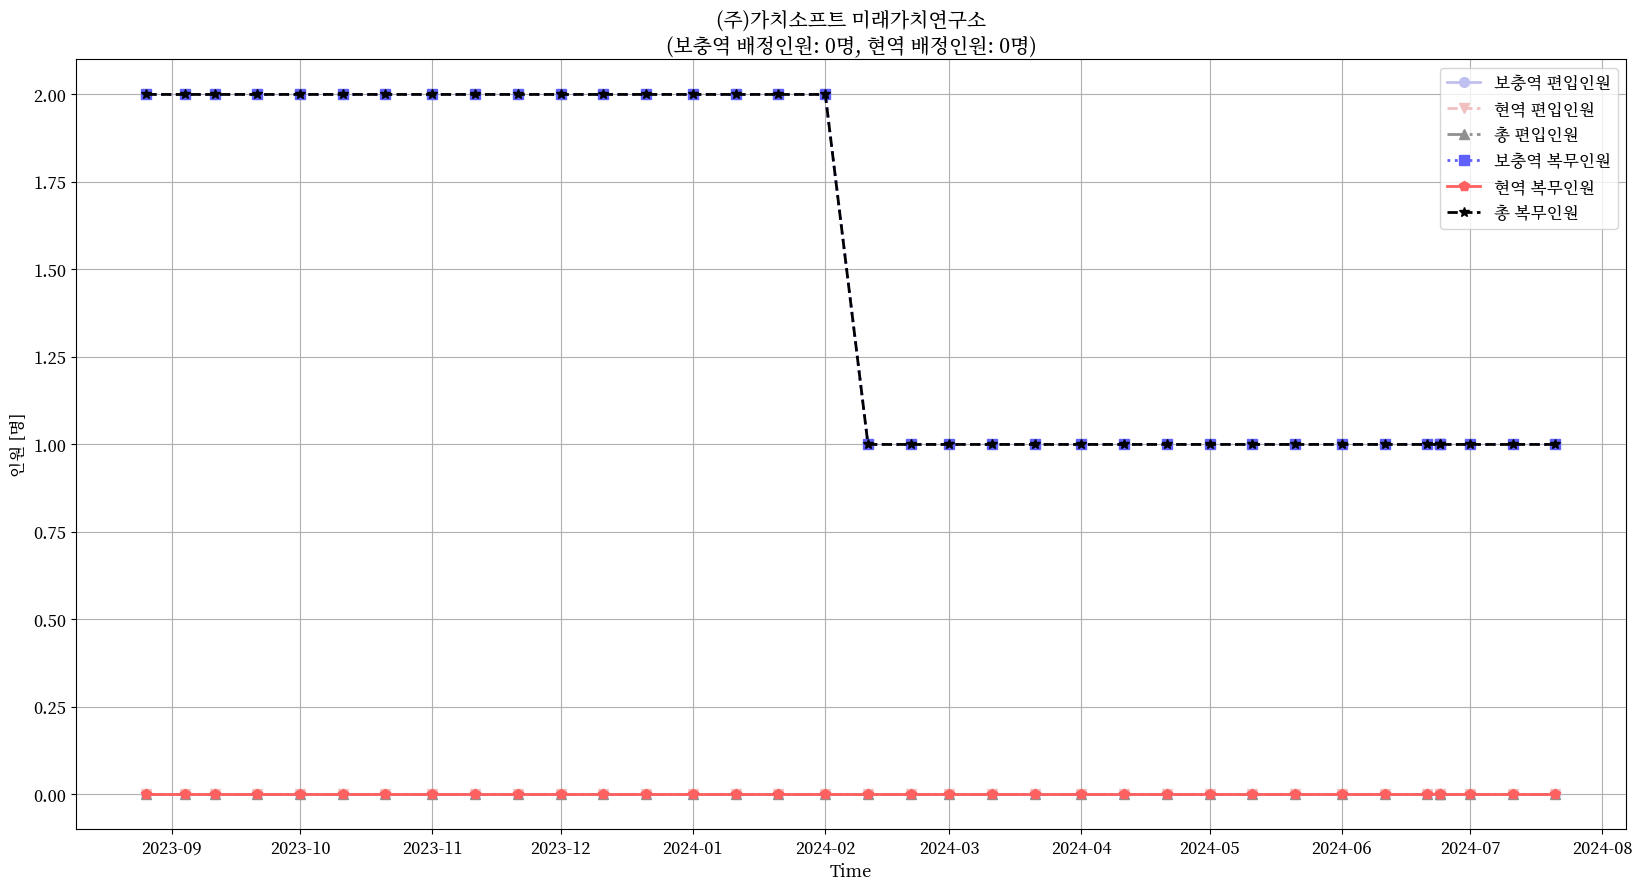 (주)가치소프트 미래가치연구소
(보충역 배정인원: 0명, 현역 배정인원: 0명)
보충역 편입인원
현역 편입인원
총 편입인원
보충역 복무인원
현역 복무인원
총 복무인원
인원 [명]
2.00
1.75
1.50
1.25
1.00
0.75
0.50
0.25
0.00
2023-09 2023-10 2023-11 2023-12 2024-01 2024-02 2024-03 2024-04 2024-05 2024-06 2024-07 2024-08
Time